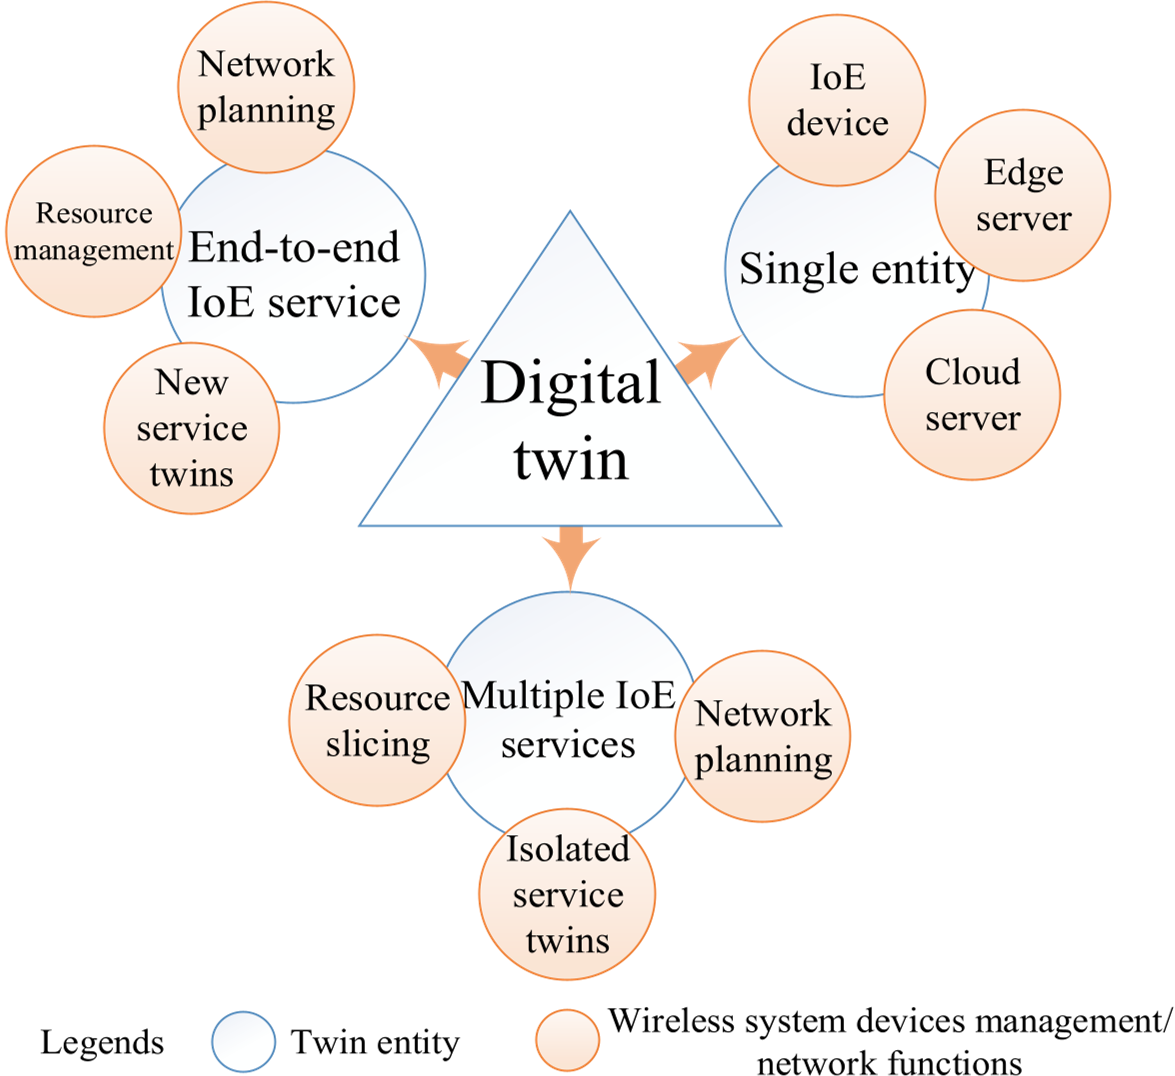 Network
planning
Resource
management
End-to-end
IoE service
New
service
twins
IoE
device
Edge
server
Single entity
Cloud
server
Digital
twin
Resource
slicing
Multiple IoE
services
Network
planning
Isolated
service
twins
Legends
Twin entity
Wireless system devices management/
network functions